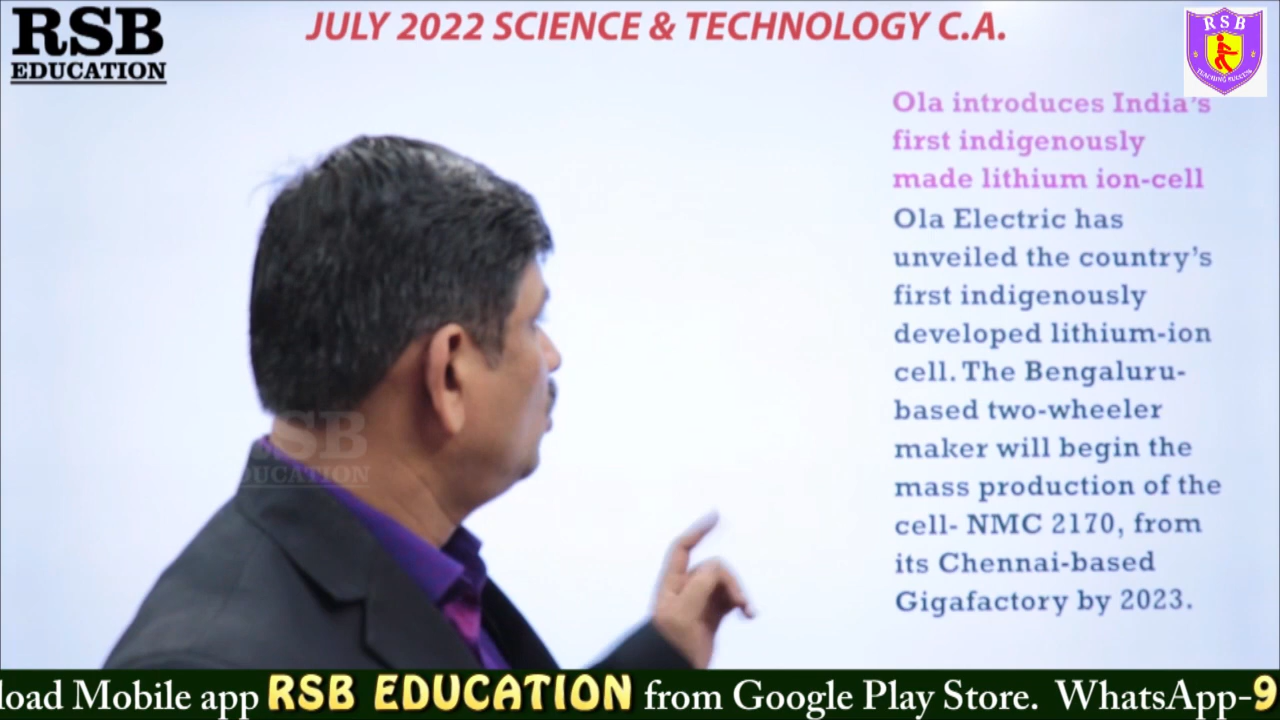 RSB
EDUCATION
JULY 2022 SCIENCE & TECHNOLOGY C.A.
RSB
TEACHING SUCCESS
Ola introduces India's
first indigenously
made lithium ion-cell
Ola Electric has
unveiled the country's
first indigenously
developed lithium-ion
cell. The Bengaluru-
based two-wheeler
maker will begin the
mass production of the
cell- NMC 2170, from
its Chennai-based
Gigafactory by 2023.
RSB
EDUCATION
load Mobile app RSB EDUCATION from Google Play Store. WhatsApp-9